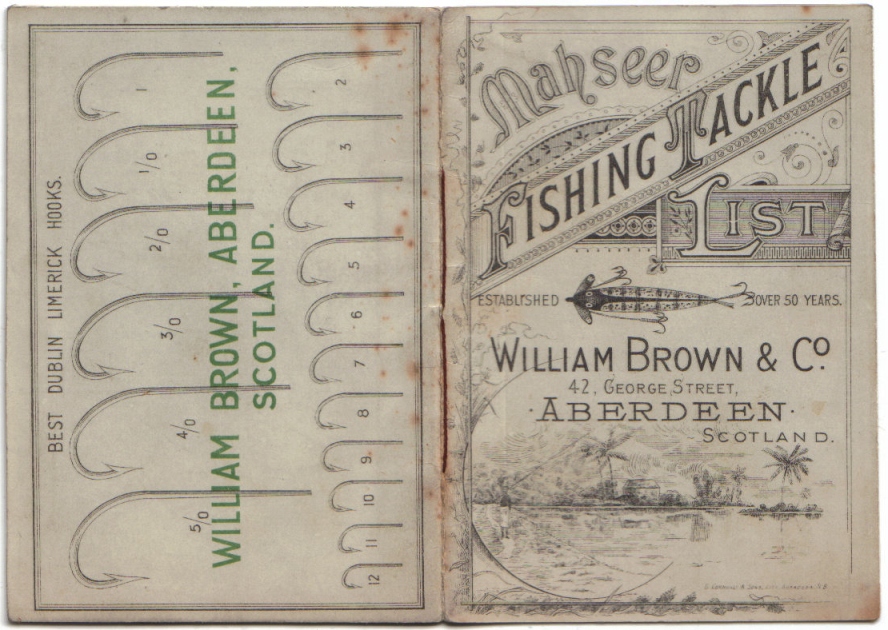 BEST DUBLIN LIMERICK HOOKS.
1
1/0
2/0
3/0
4/0
5/0
WILLIAM BROWN, ABERDEEN,
SCOTLAND.
2
3
4
5
6
7
8
9
10
11
12
Mahseer
FISHING TACKLE
LIST
ESTABLISHED
OVER 50 YEARS.
WILLIAM BROWN & Co.
42, GEORGE STREET,
·ABERDEEN·
SCOTLAND.